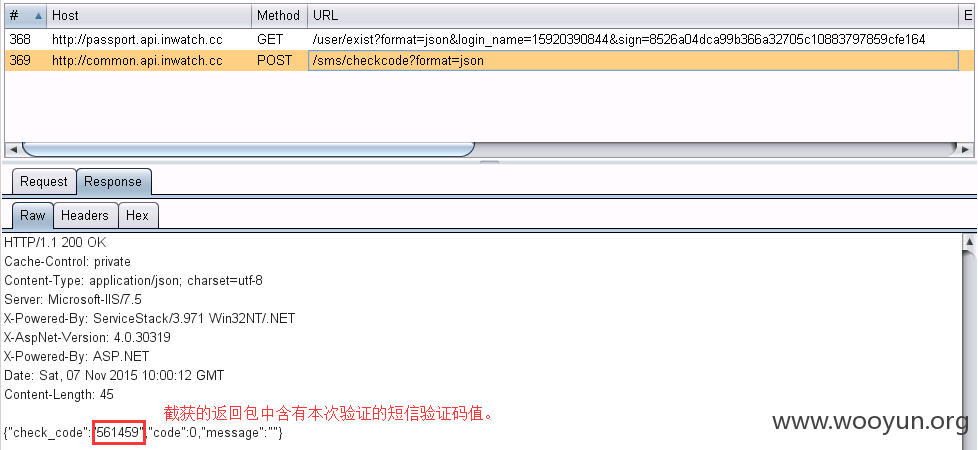 # Host Method URL E
368 http://passport.api.inwatch.cc GET /user/exist?format=json&login_name=15920390844&sign=8526a04dca99b366a32705c10883797859cfe164
369 http://common.api.inwatch.cc POST /sms/checkcode?format=json
Request Response
Raw Headers Hex
HTTP/1.1 200 OK
Cache-Control: private
Content-Type: application/json; charset=utf-8
Server: Microsoft-IIS/7.5
X-Powered-By: ServiceStack/3.971 Win32NT/.NET
X-AspNet-Version: 4.0.30319
X-Powered-By: ASP.NET
Date: Sat, 07 Nov 2015 10:00:12 GMT
Content-Length: 45
截获的返回包中含有本次验证的短信验证码值。
{"check_code":"561459","code":0,"message":""}
www.wooyun.org